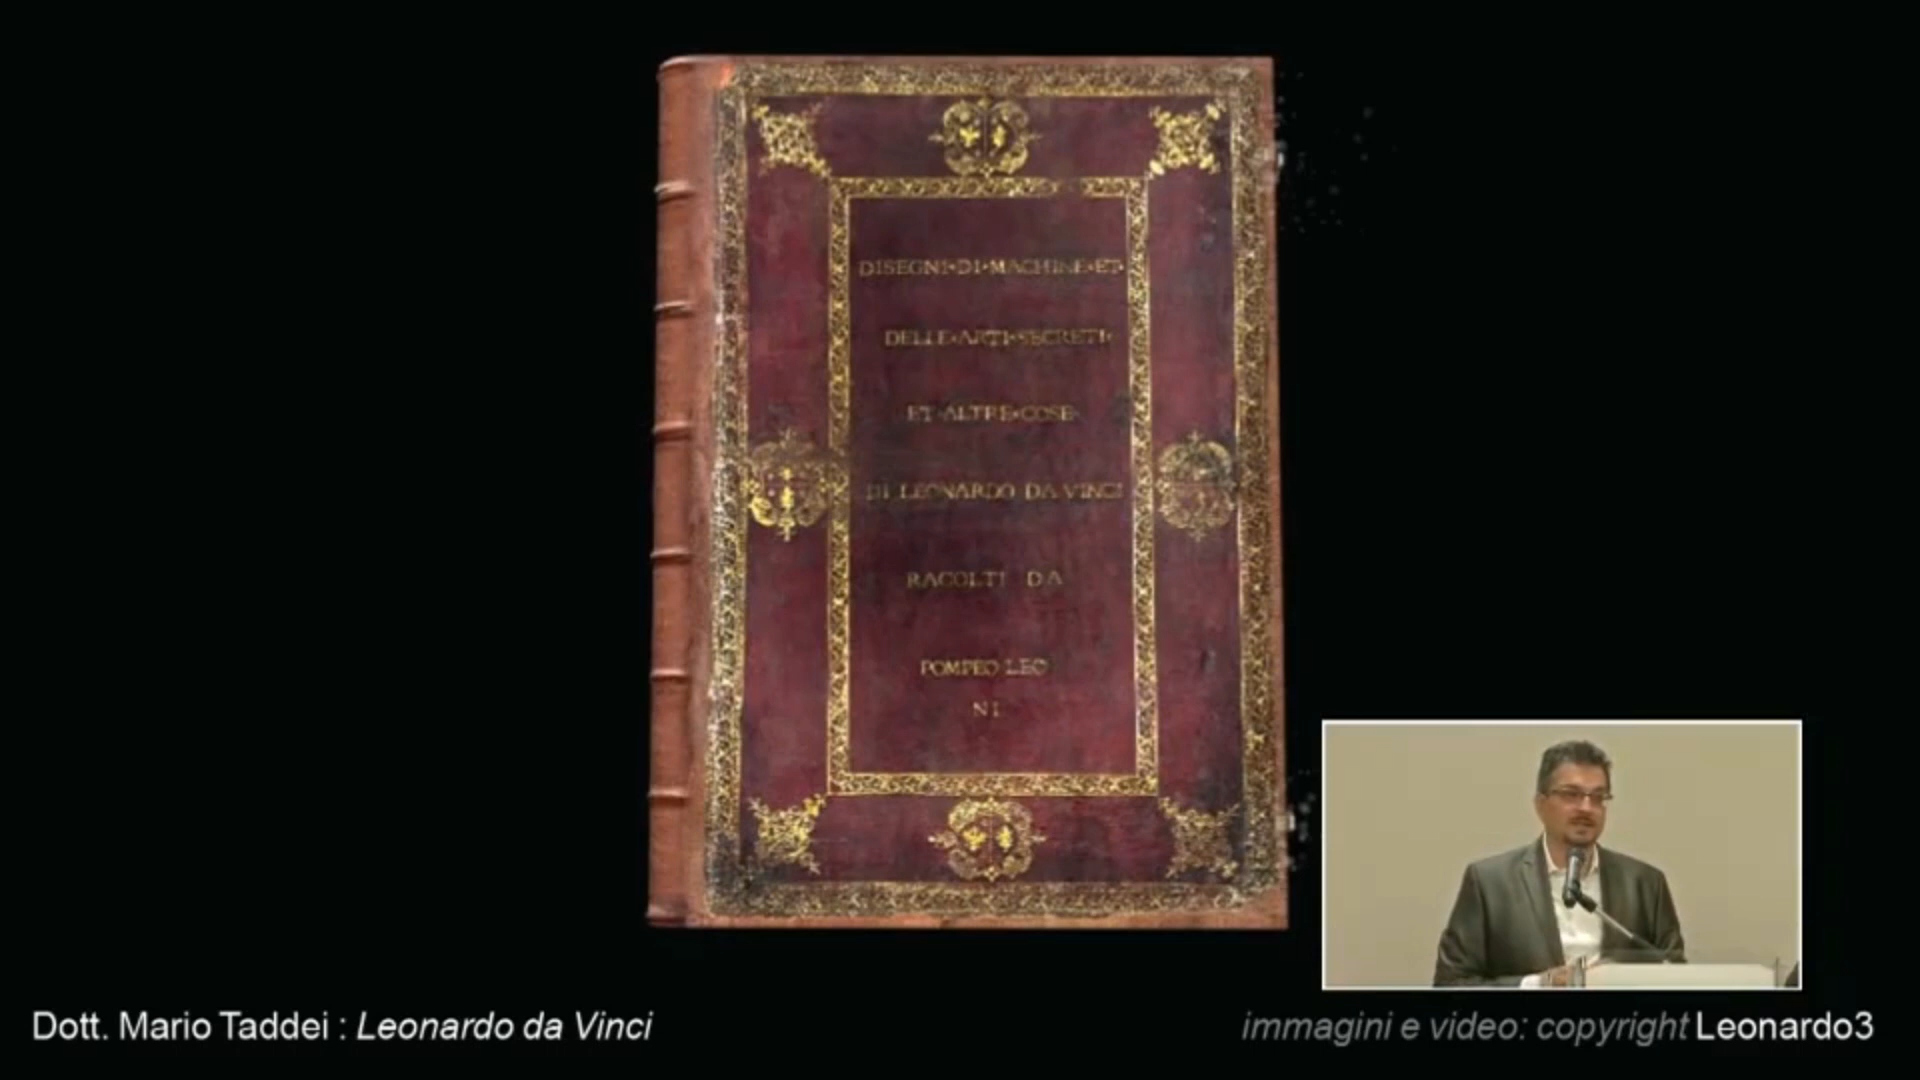 DISEGNI·DI·MACHINE·ET·
DELLE·ARTI·SECRETI·
ET·ALTRE·COSE·
DI LEONARDO DA VINCI
RACOLTI DA
POMPEO LEO
NI
Dott. Mario Taddei : Leonardo da Vinci
immagini e video: copyright Leonardo3